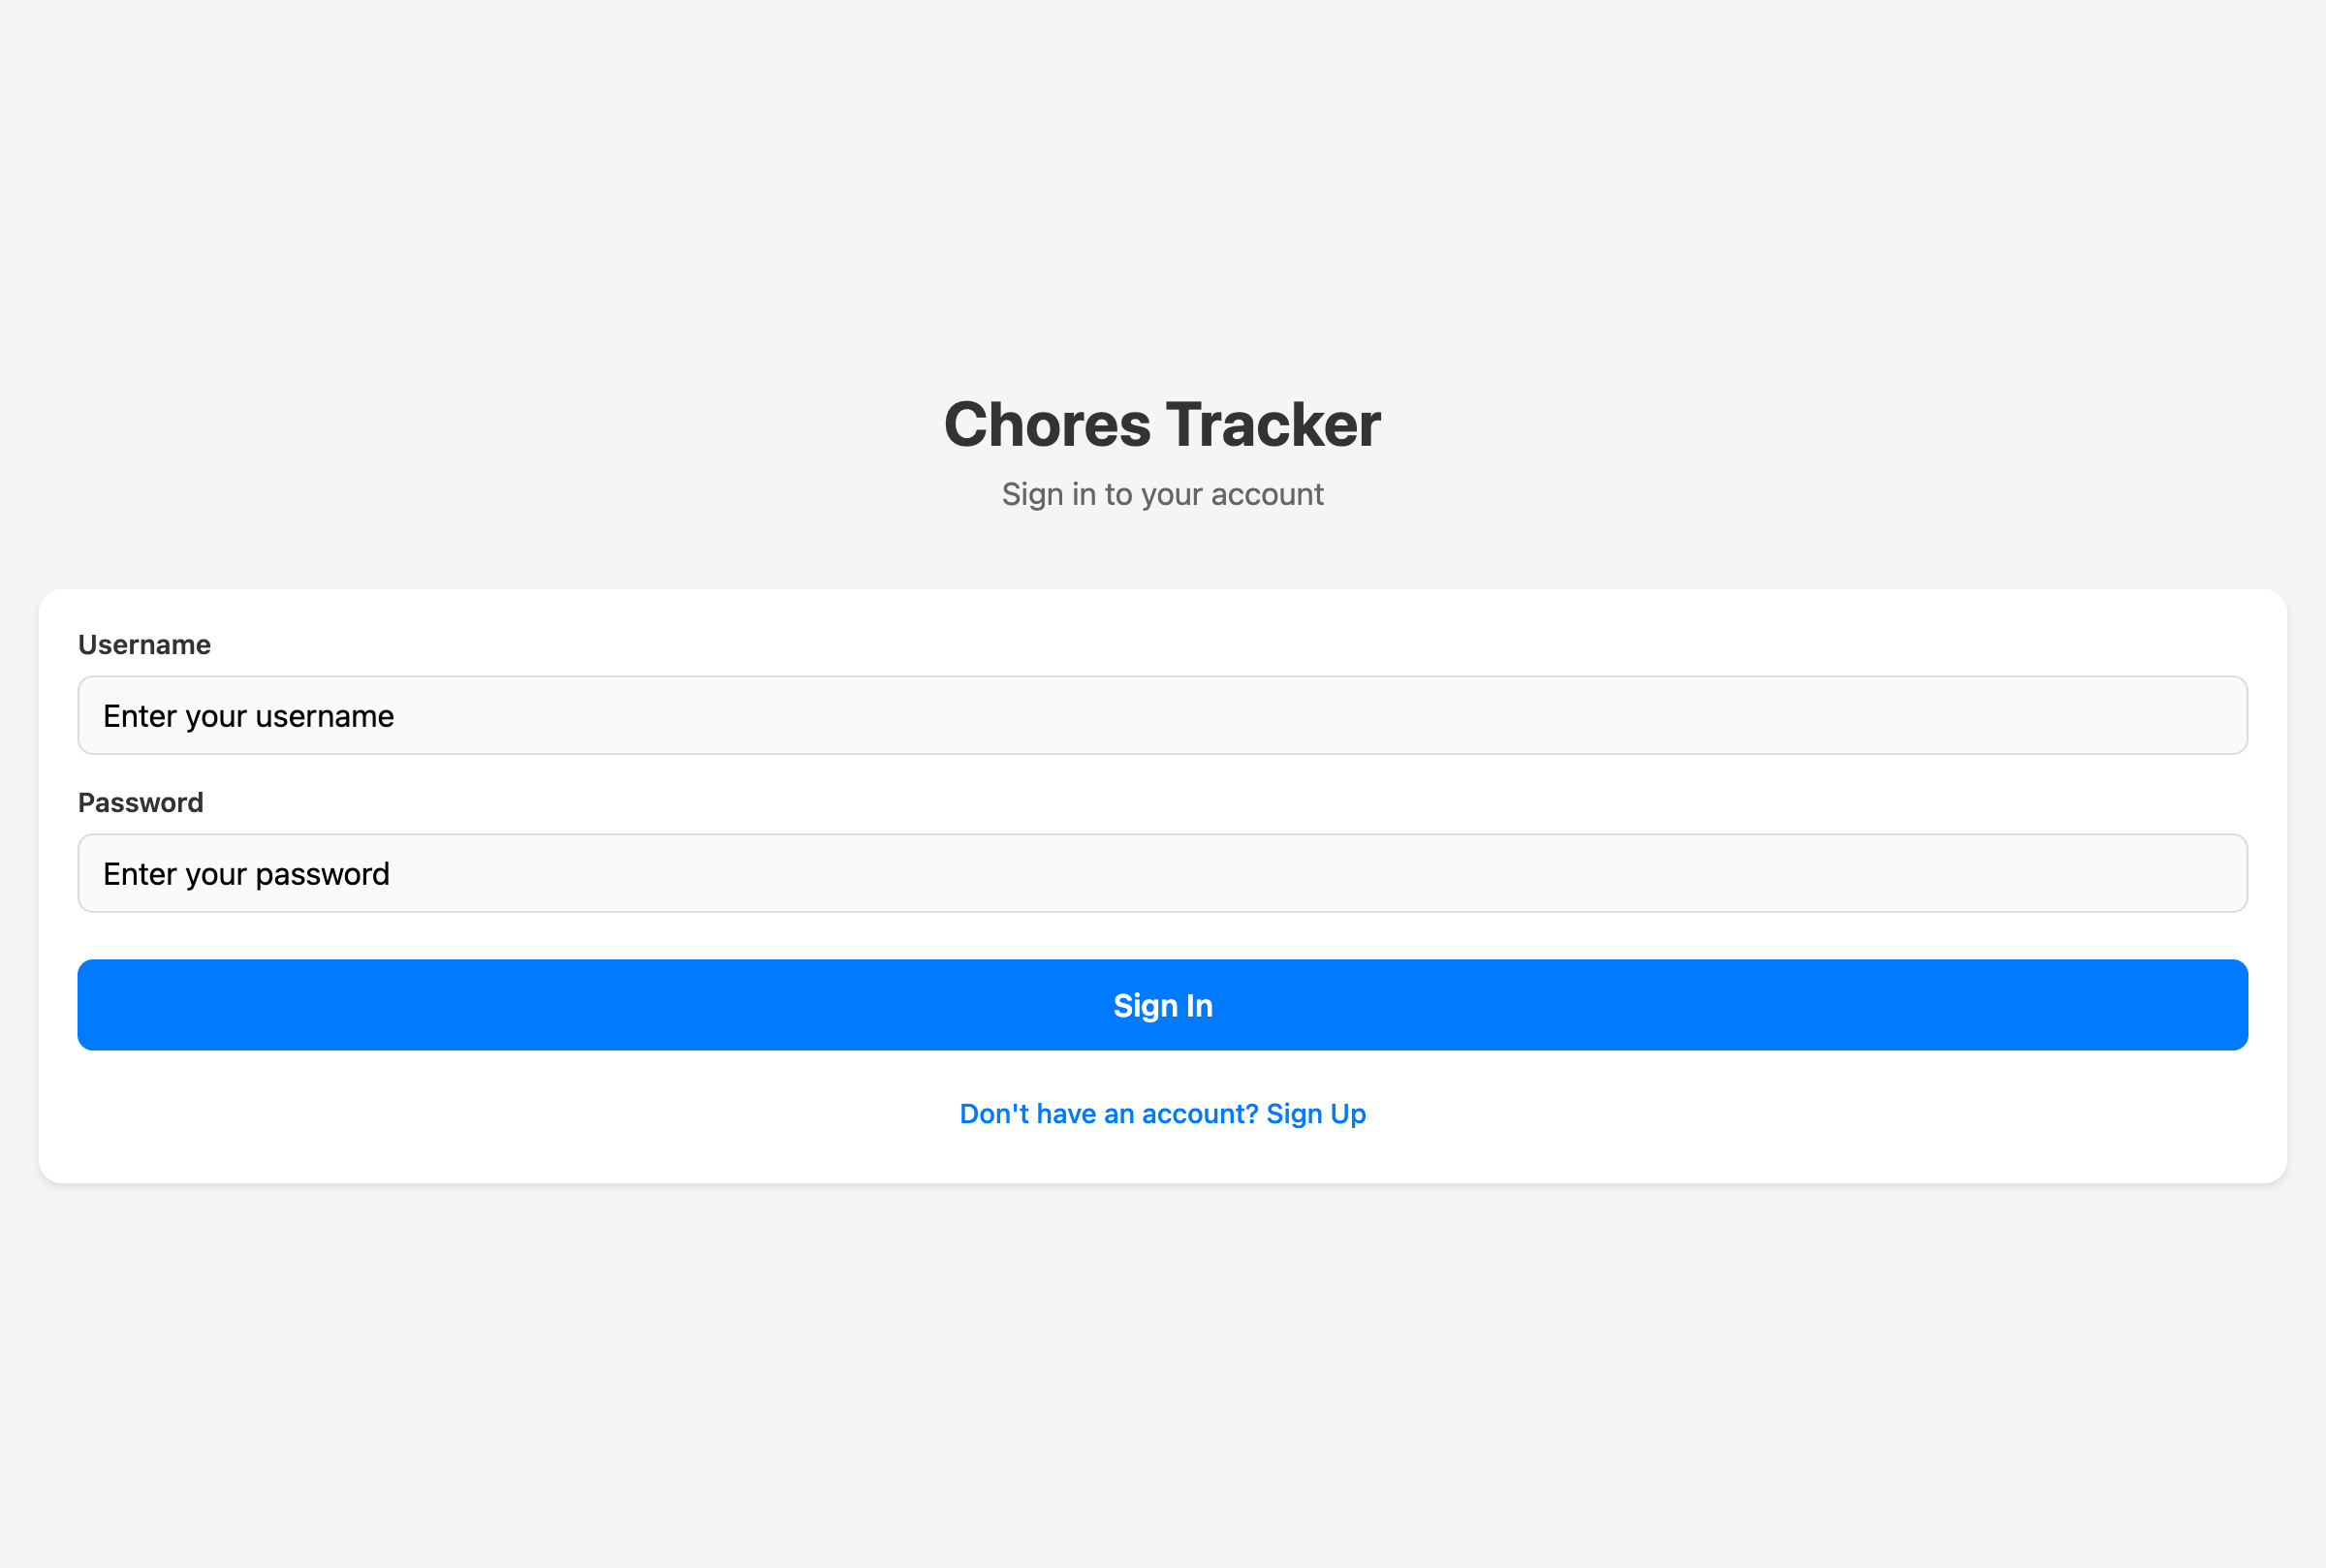 Chores Tracker
Sign in to your account
Username
Enter your username
Password
Enter your password
Sign In
Don't have an account? Sign Up